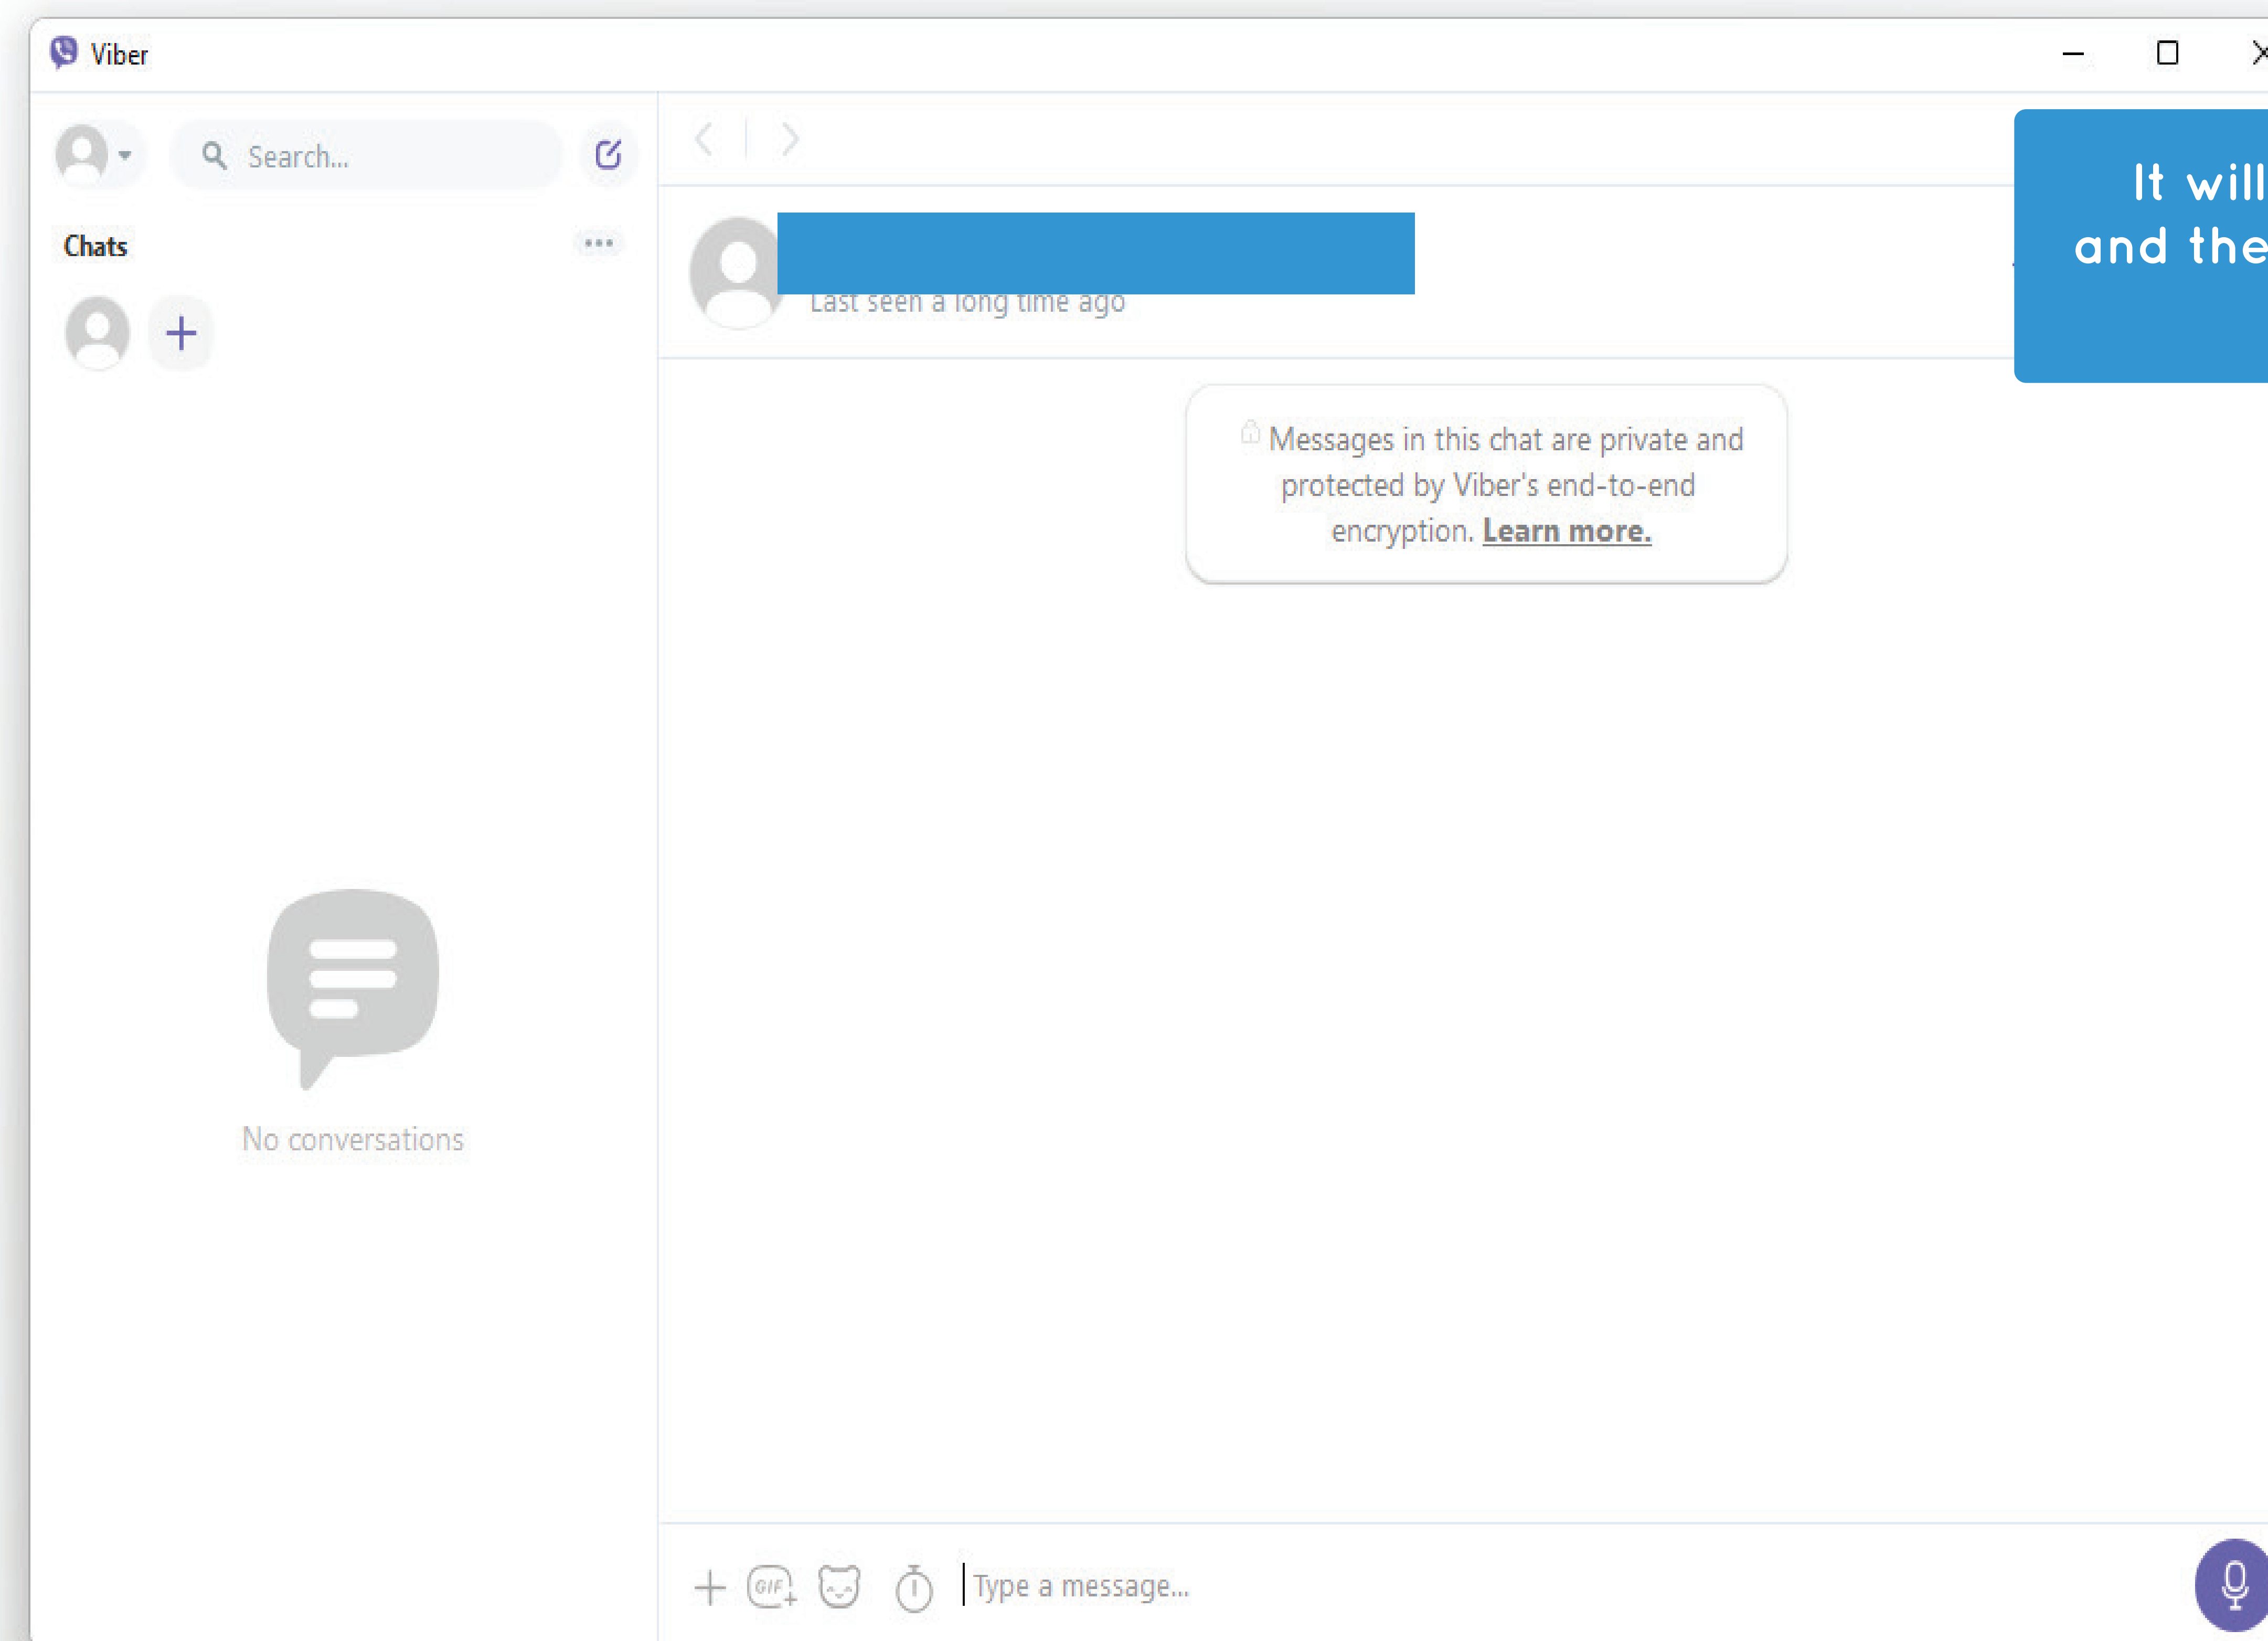 Viber
Search...
Chats
It will
and the
Last seen a long time ago
Messages in this chat are private and
protected by Viber's end-to-end
encryption. Learn more.
No conversations
GIF
Type a message...